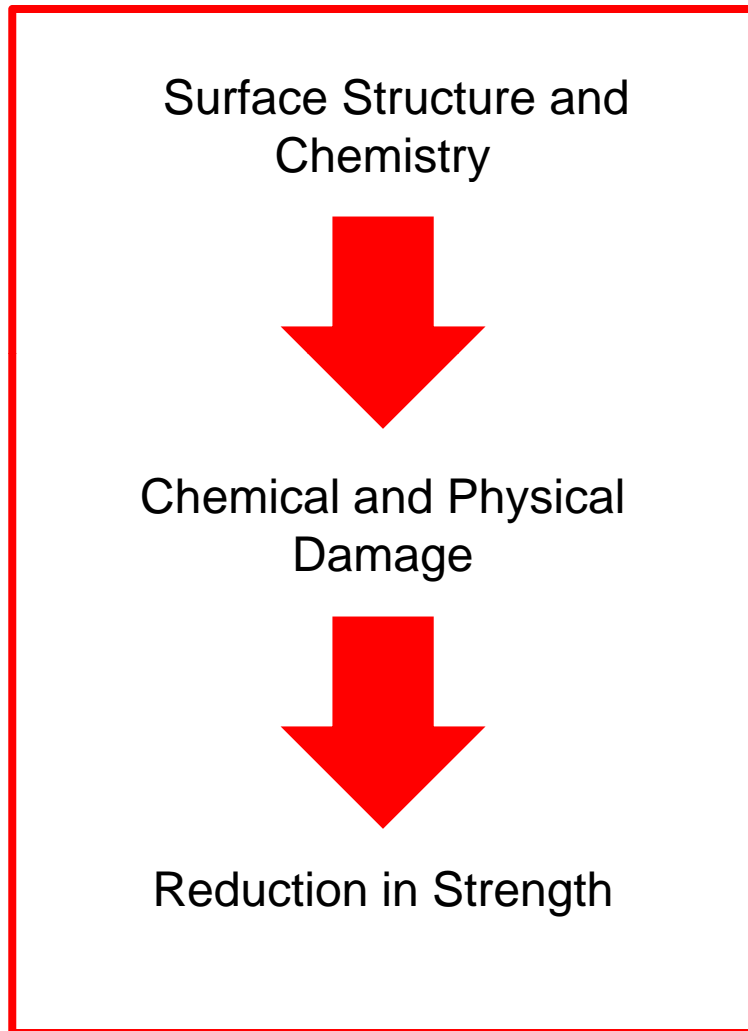 Surface Structure and
Chemistry
Chemical and Physical
Damage
Reduction in Strength